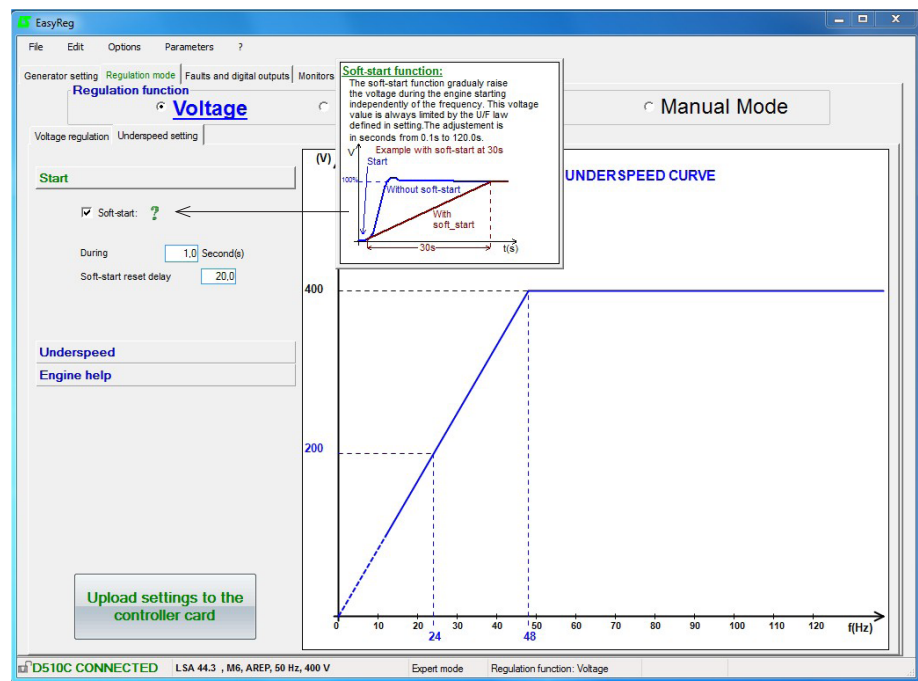 EasyReg
File Edit Options Parameters ?
Generator setting Regulation mode Faults and digital outputs Monitors
Regulation function
Voltage
Manual Mode
Voltage regulation Underspeed setting
Soft-start function:
The soft-start function gradualy raise
the voltage during the engine starting
independently of the frequency. This voltage
value is always limited by the U/F law
defined in setting.The adjustement is
in seconds from 0.1s to 120.0s.
V Example with soft-start at 30s
Start
100%
Without soft-start
With
soft_start
30s
t(s)
Start
Soft-start: ?
During 1,0 Second(s)
Soft-start reset delay 20,0
Underspeed
Engine help
Upload settings to the
controller card
(V)
UNDERSPEED CURVE
400
200
0 10 20 30 40 50 60 70 80 90 100 110 120 f(Hz)
24 48
D510C CONNECTED LSA 44.3 , M6, AREP, 50 Hz, 400 V Expert mode Regulation function: Voltage